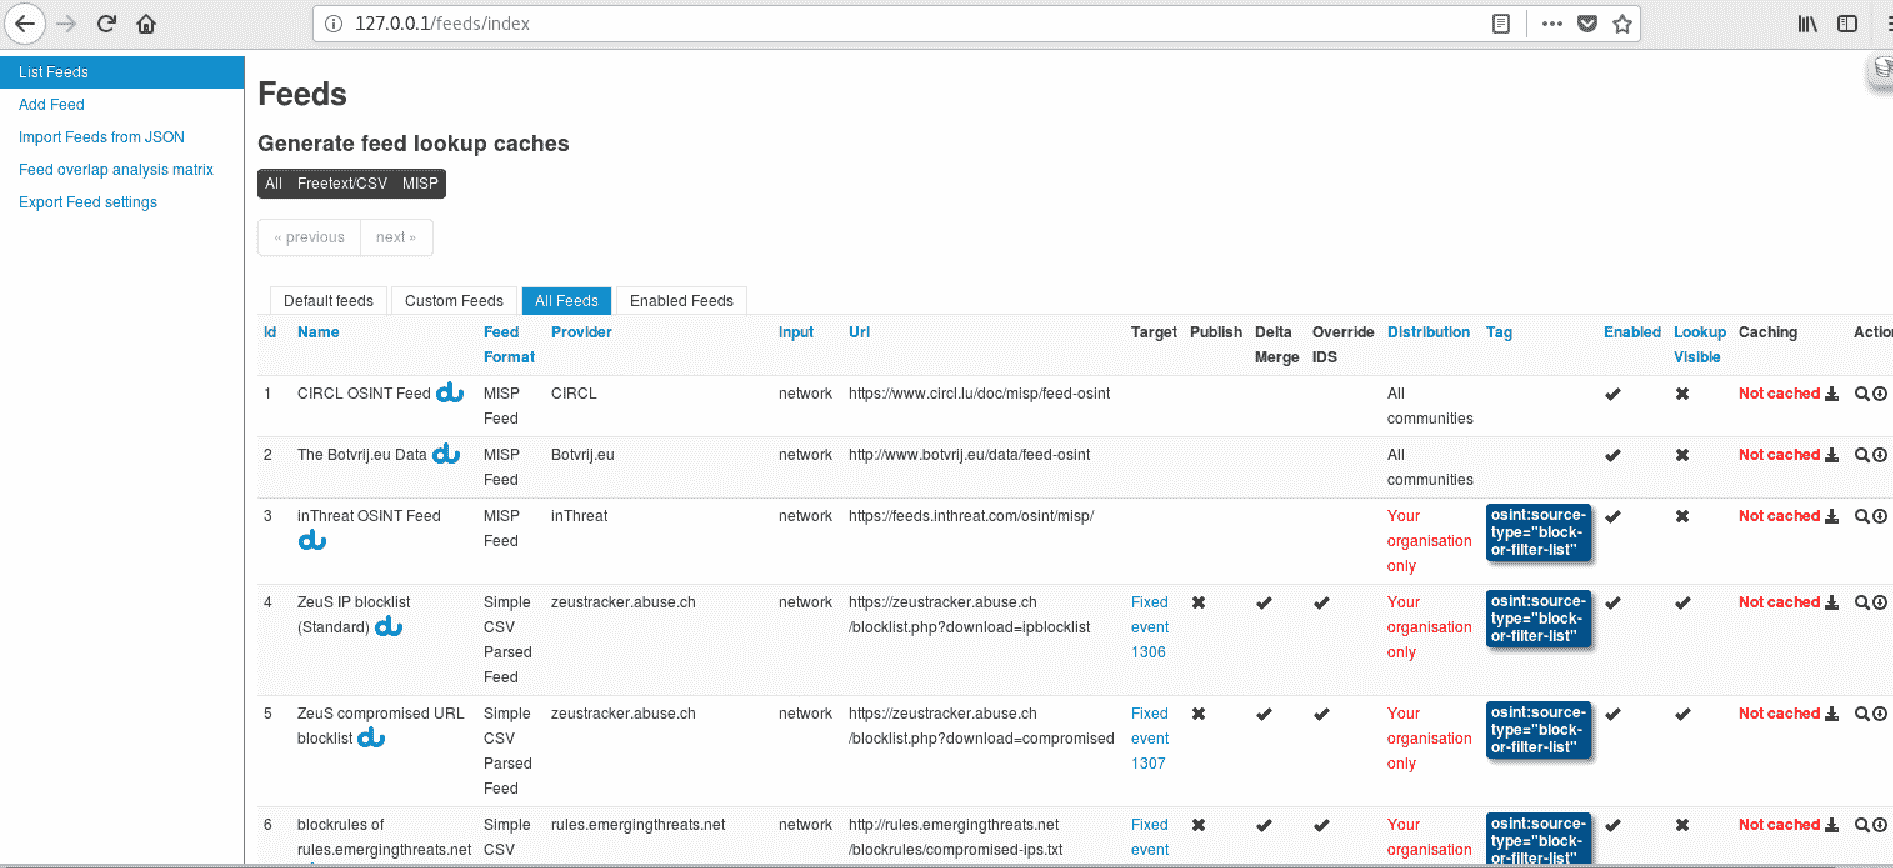 127.0.0.1/feeds/index
List Feeds
Add Feed
Import Feeds from JSON
Feed overlap analysis matrix
Export Feed settings
Feeds
Generate feed lookup caches
All Freetext/CSV MISP
« previous next »
Default feeds Custom Feeds All Feeds Enabled Feeds
Id Name Feed Format Provider Input Url Target Publish Delta Merge Override IDS Distribution Tag Enabled Lookup Visible Caching Actio
1 CIRCL OSINT Feed MISP Feed CIRCL network https://www.circl.lu/doc/misp/feed-osint All communities Not cached
2 The Botvrij.eu Data MISP Feed Botvrij.eu network http://www.botvrij.eu/data/feed-osint All communities Not cached
3 inThreat OSINT Feed MISP Feed inThreat network https://feeds.inthreat.com/osint/misp/ Your organisation only osint:source-type="block-or-filter-list" Not cached
4 ZeuS IP blocklist (Standard) Simple CSV Parsed Feed zeustracker.abuse.ch network https://zeustracker.abuse.ch/blocklist.php?download=ipblocklist Fixed event 1306 Your organisation only osint:source-type="block-or-filter-list" Not cached
5 ZeuS compromised URL blocklist Simple CSV Parsed Feed zeustracker.abuse.ch network https://zeustracker.abuse.ch/blocklist.php?download=compromised Fixed event 1307 Your organisation only osint:source-type="block-or-filter-list" Not cached
6 blockrules of rules.emergingthreats.net Simple CSV rules.emergingthreats.net network http://rules.emergingthreats.net/blockrules/compromised-ips.txt Fixed event Your organisation osint:source-type="block-or-filter-list" Not cached